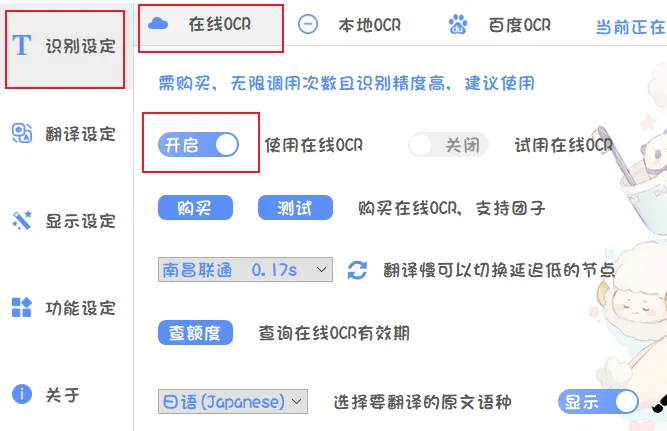 识别设定
翻译设定
显示设定
功能设定
关于
在线OCR 本地OCR 百度OCR 当前正在
需购买，无限调用次数且识别精度高，建议使用
开启 使用在线OCR 关闭 试用在线OCR
购买 测试 购买在线OCR，支持团子
南昌联通 0.17s 翻译慢可以切换延迟低的节点
查额度 查询在线OCR有效期
日语(Japanese) 选择要翻译的原文语种 显示